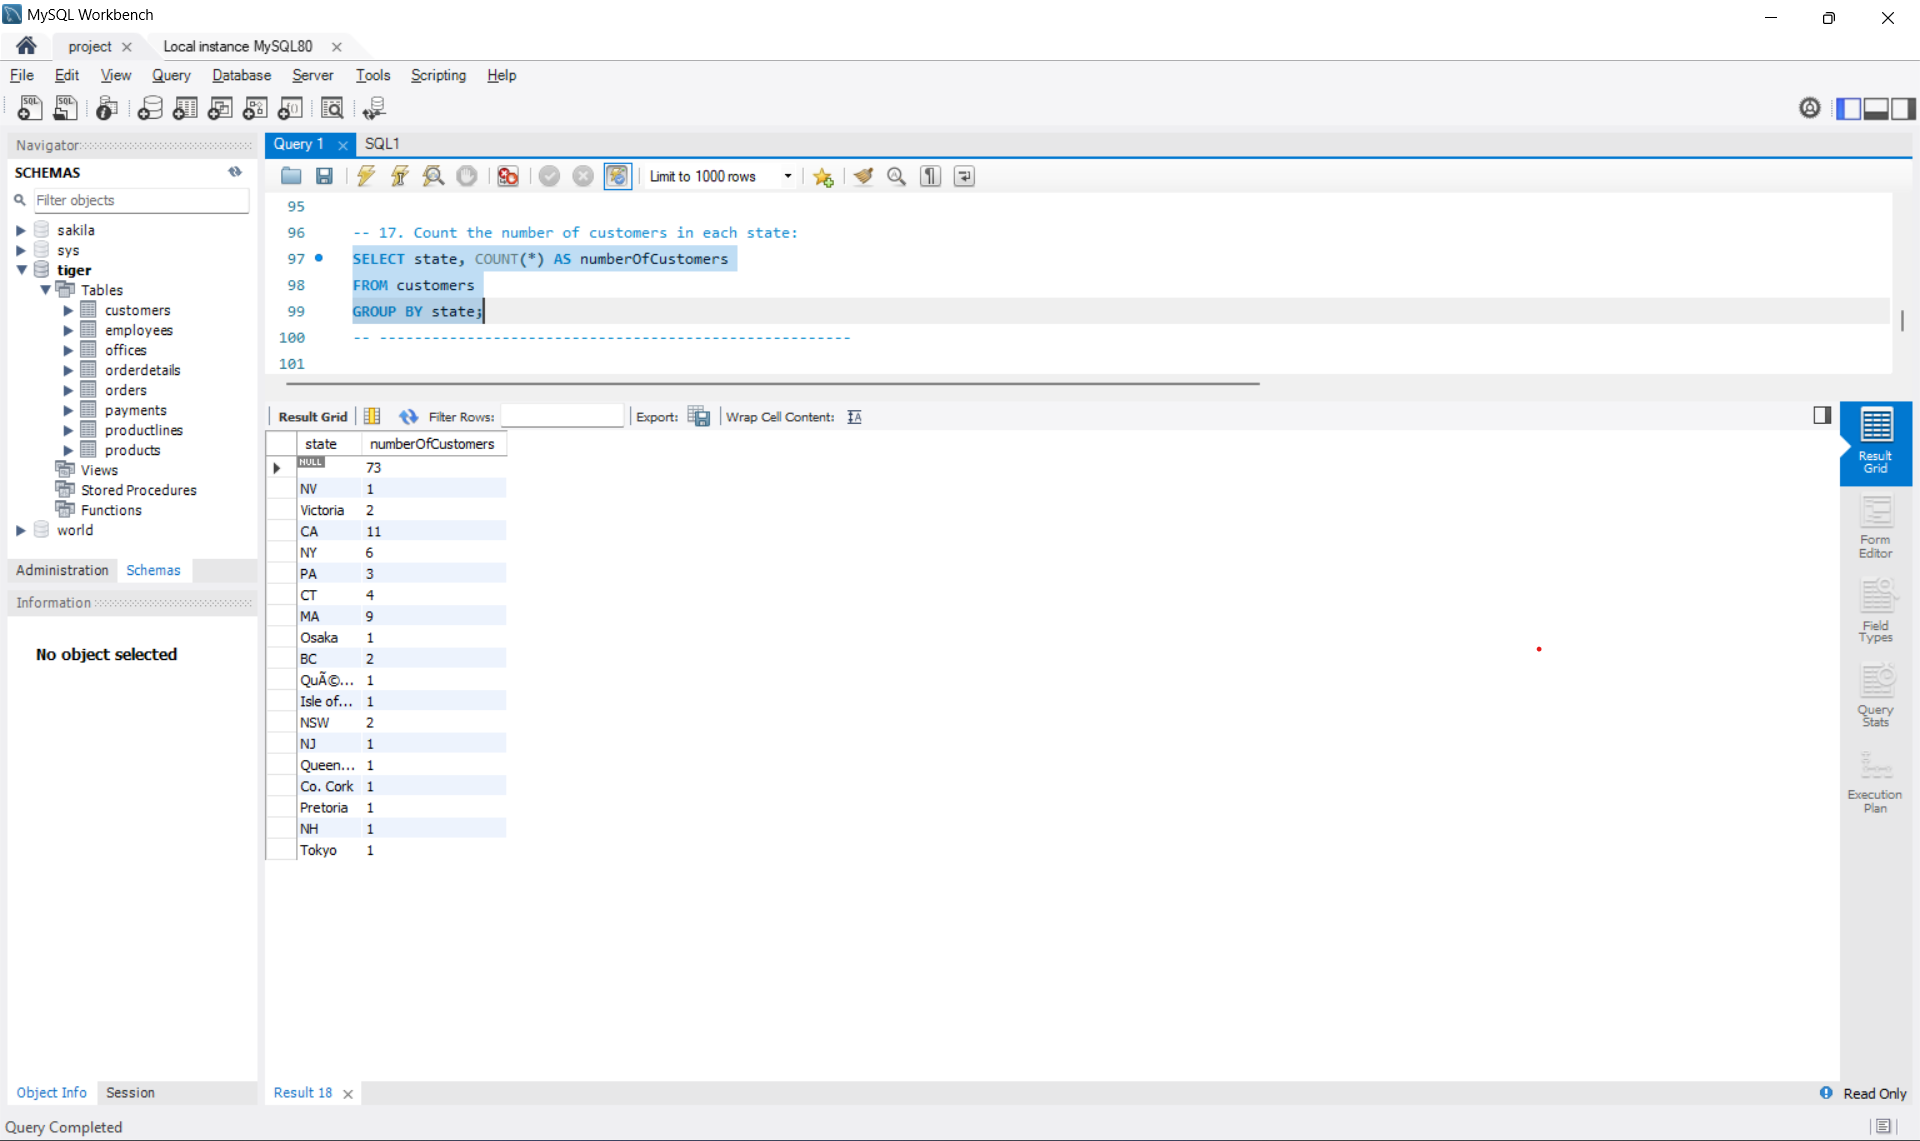 MySQL Workbench
project
Local instance MySQL80
File Edit View Query Database Server Tools Scripting Help
Navigator
SCHEMAS
Filter objects
sakila
sys
tiger
Tables
customers
employees
offices
orderdetails
orders
payments
productlines
products
Views
Stored Procedures
Functions
world
Administration Schemas
Information
No object selected
Object Info Session
Query 1 SQL1
Limit to 1000 rows
95
96 -- 17. Count the number of customers in each state:
97 SELECT state, COUNT(*) AS numberOfCustomers
98 FROM customers
99 GROUP BY state;
100 -- ------------------------------------------------------
101
Result Grid Filter Rows: Export: Wrap Cell Content:
state numberOfCustomers
NULL 73
NV 1
Victoria 2
CA 11
NY 6
PA 3
CT 4
MA 9
Osaka 1
BC 2
QuÃ©... 1
Isle of... 1
NSW 2
NJ 1
Queen... 1
Co. Cork 1
Pretoria 1
NH 1
Tokyo 1
Result
Grid
Form
Editor
Field
Types
Query
Stats
Execution
Plan
Result 18
Read Only
Query Completed